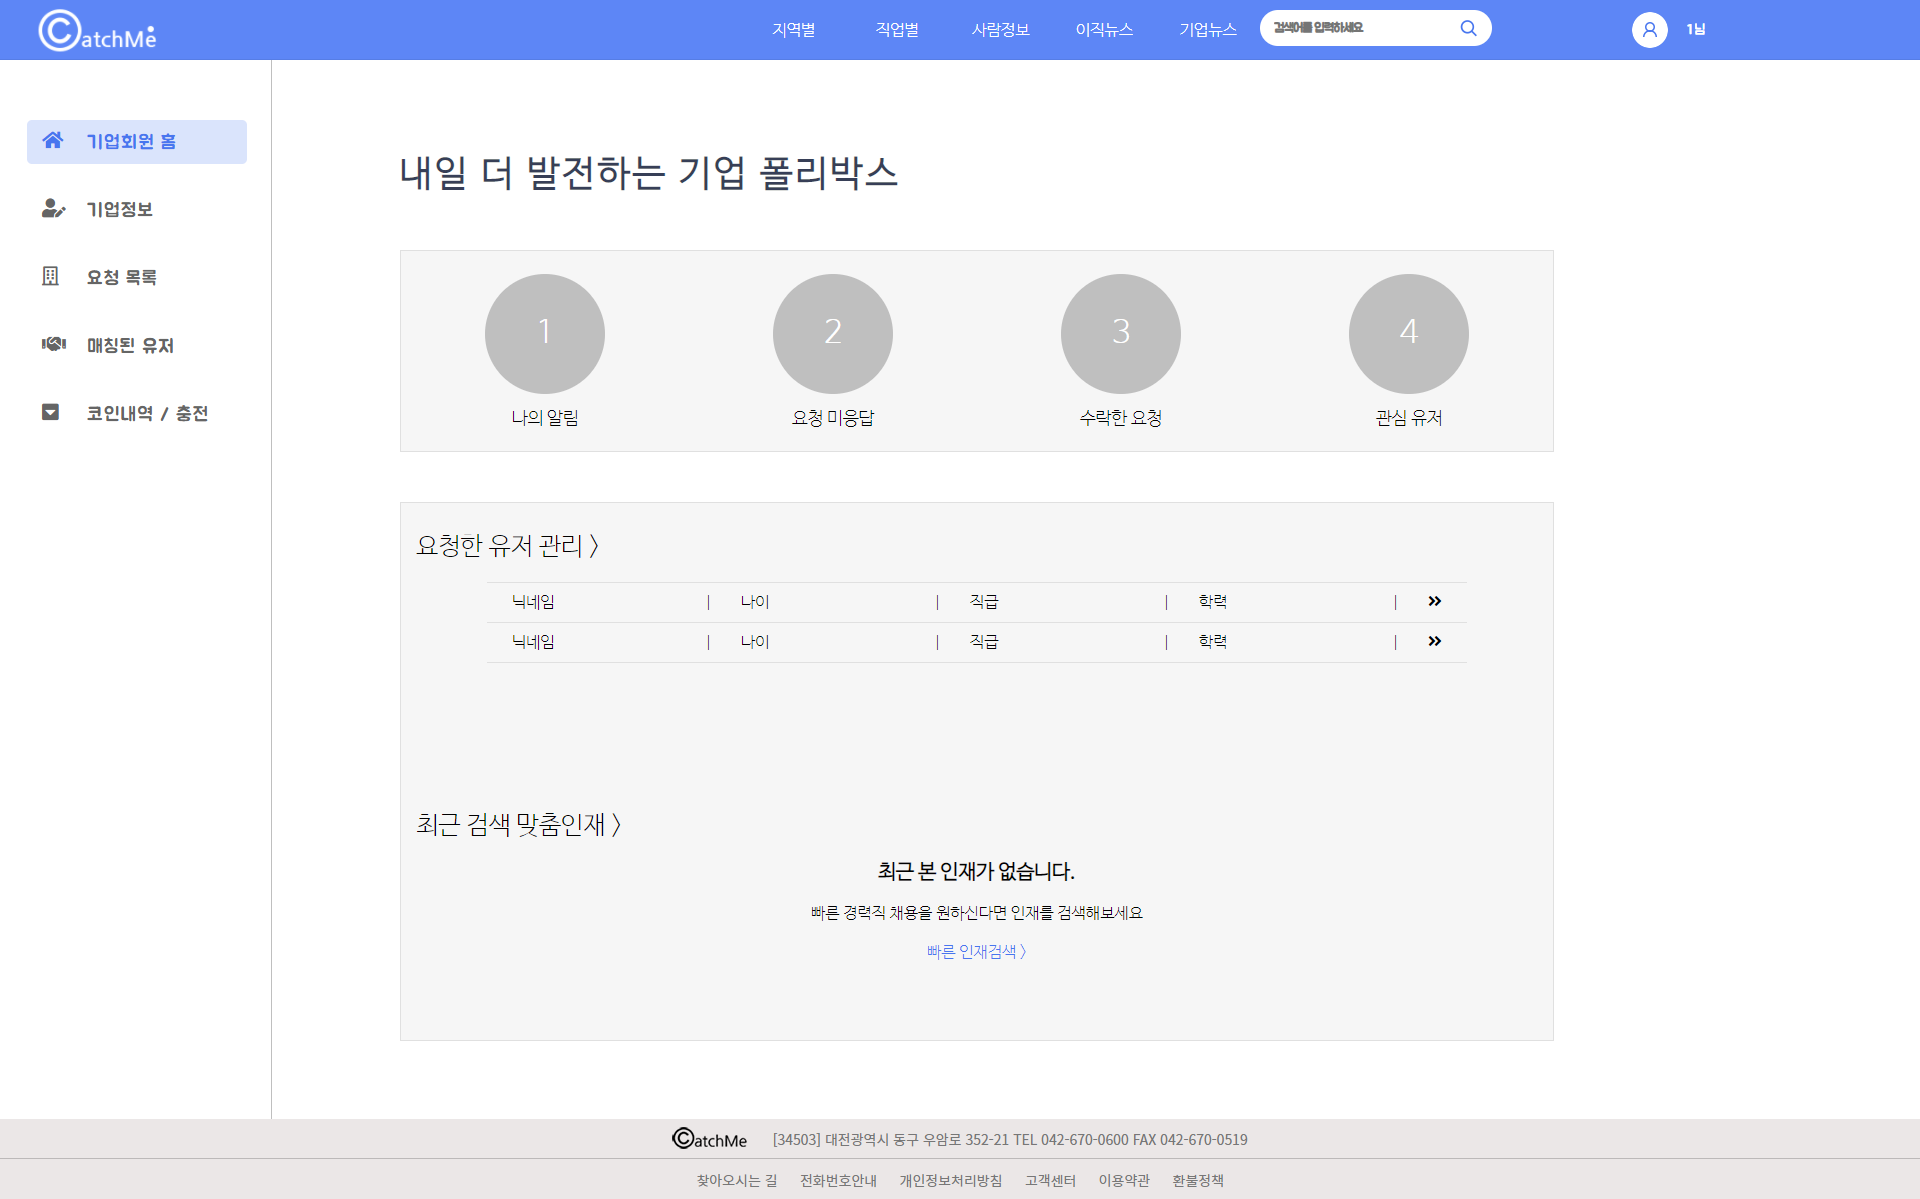 CatchMe
지역별 직업별 사람정보 이직뉴스 기업뉴스 검색어를 입력하세요 1님
기업회원 홈
기업정보
요청 목록
매칭된 유저
코인내역 / 충전
내일 더 발전하는 기업 폴리박스
1 2 3 4
나의 알림 요청 미응답 수락한 요청 관심 유저
요청한 유저 관리 〉
닉네임 | 나이 | 직급 | 학력 | »
닉네임 | 나이 | 직급 | 학력 | »
최근 검색 맞춤인재 〉
최근 본 인재가 없습니다.
빠른 경력직 채용을 원하신다면 인재를 검색해보세요
빠른 인재검색 〉
CatchMe [34503] 대전광역시 동구 우암로 352-21 TEL 042-670-0600 FAX 042-670-0519
찾아오시는 길 전화번호안내 개인정보처리방침 고객센터 이용약관 환불정책